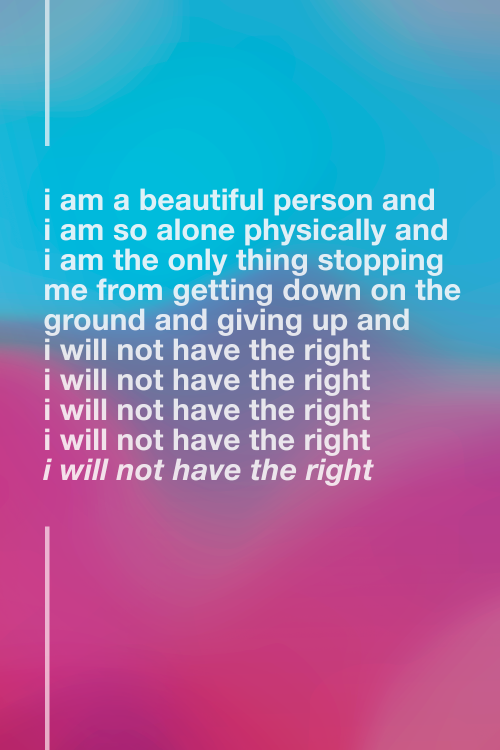 i am a beautiful person and
i am so alone physically and
i am the only thing stopping
me from getting down on the
ground and giving up and
i will not have the right
i will not have the right
i will not have the right
i will not have the right
i will not have the right